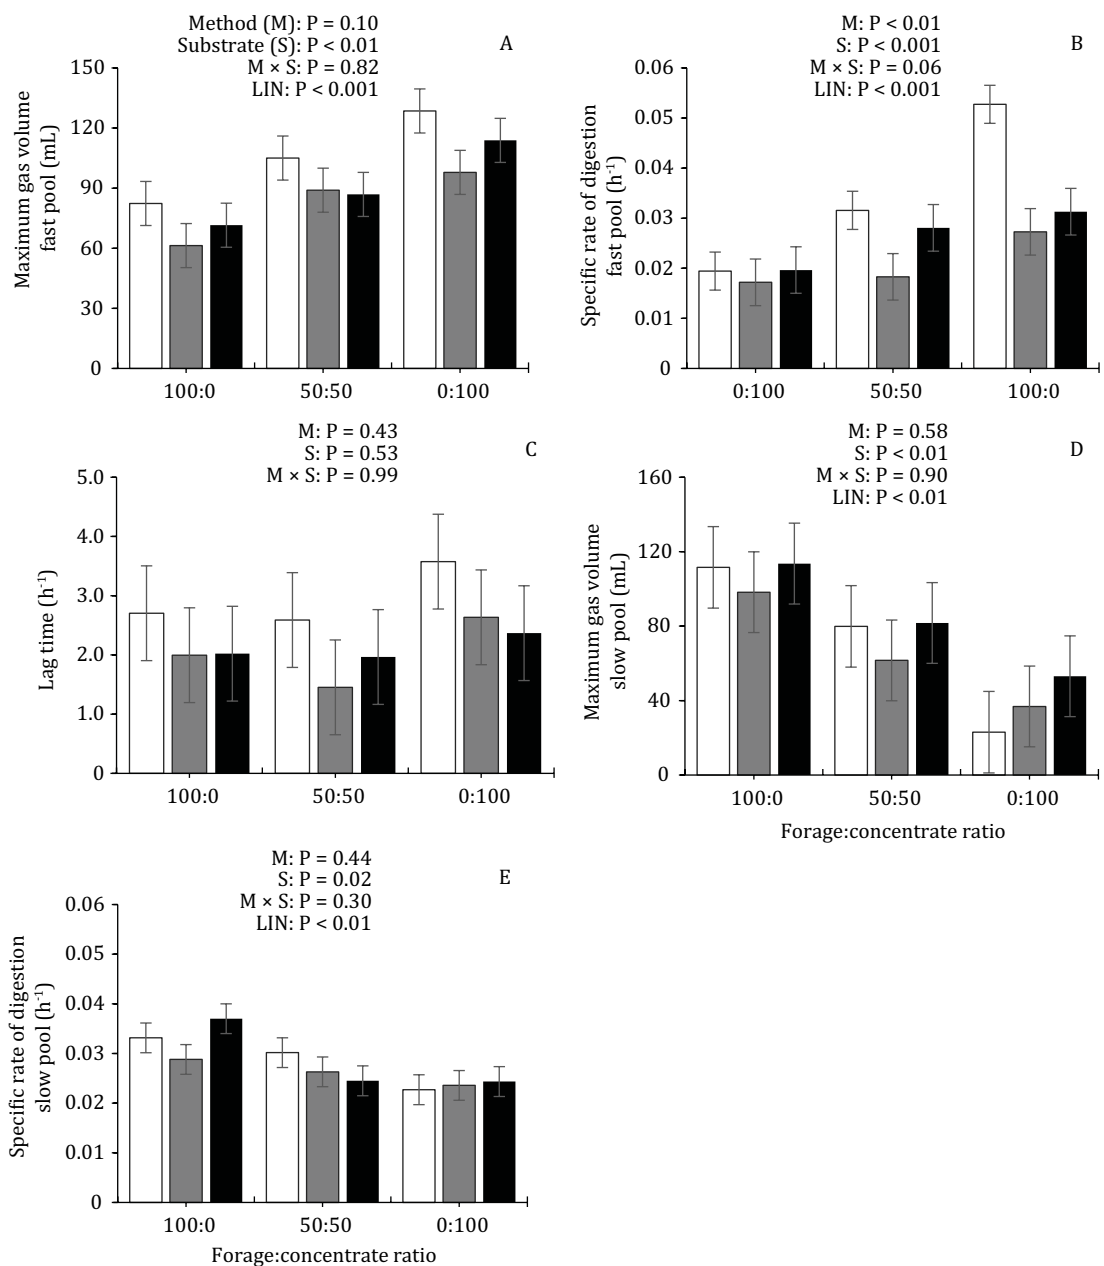 Method (M): P = 0.10
Substrate (S): P < 0.01
M × S: P = 0.82
LIN: P < 0.001
A
Maximum gas volume
fast pool (mL)
150
120
90
60
30
0
100:0
50:50
0:100
M: P < 0.01
S: P < 0.001
M × S: P = 0.06
LIN: P < 0.001
B
Specific rate of digestion
fast pool (h⁻¹)
0.06
0.05
0.04
0.03
0.02
0.01
0
0:100
50:50
100:0
M: P = 0.43
S: P = 0.53
M × S: P = 0.99
C
Lag time (h⁻¹)
5.0
4.0
3.0
2.0
1.0
0
100:0
50:50
0:100
M: P = 0.58
S: P < 0.01
M × S: P = 0.90
LIN: P < 0.01
D
Maximum gas volume
slow pool (mL)
160
120
80
40
0
100:0
50:50
0:100
Forage:concentrate ratio
M: P = 0.44
S: P = 0.02
M × S: P = 0.30
LIN: P < 0.01
E
Specific rate of digestion
slow pool (h⁻¹)
0.06
0.05
0.04
0.03
0.02
0.01
0
100:0
50:50
0:100
Forage:concentrate ratio